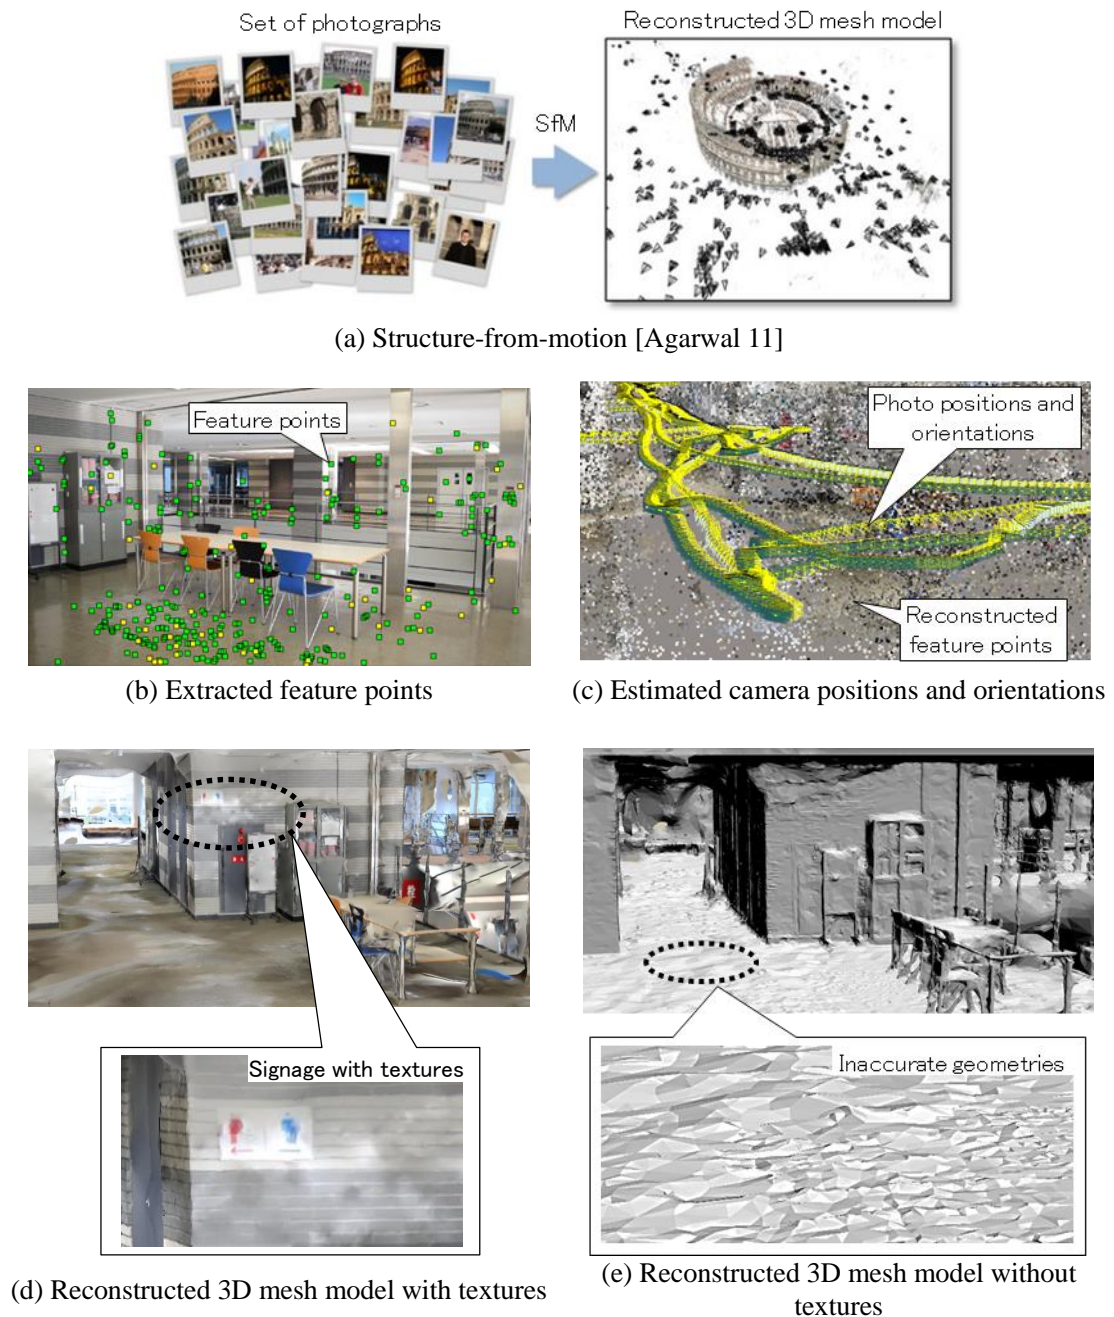 Set of photographs
Reconstructed 3D mesh model
SfM
(a) Structure-from-motion [Agarwal 11]
Feature points
Photo positions and
orientations
Reconstructed
feature points
(b) Extracted feature points
(c) Estimated camera positions and orientations
Signage with textures
Inaccurate geometries
(d) Reconstructed 3D mesh model with textures
(e) Reconstructed 3D mesh model without
textures